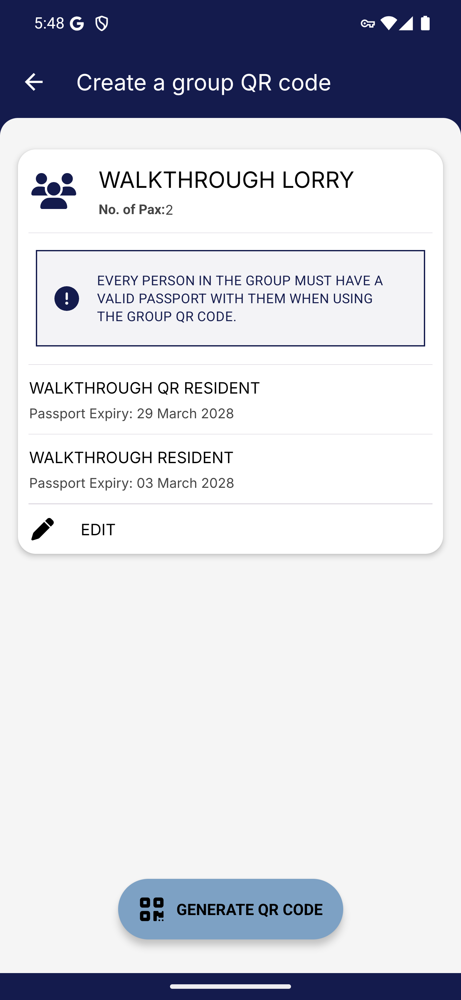 5:48
Create a group QR code
WALKTHROUGH LORRY
No. of Pax:2
EVERY PERSON IN THE GROUP MUST HAVE A
VALID PASSPORT WITH THEM WHEN USING
THE GROUP QR CODE.
WALKTHROUGH QR RESIDENT
Passport Expiry: 29 March 2028
WALKTHROUGH RESIDENT
Passport Expiry: 03 March 2028
EDIT
GENERATE QR CODE